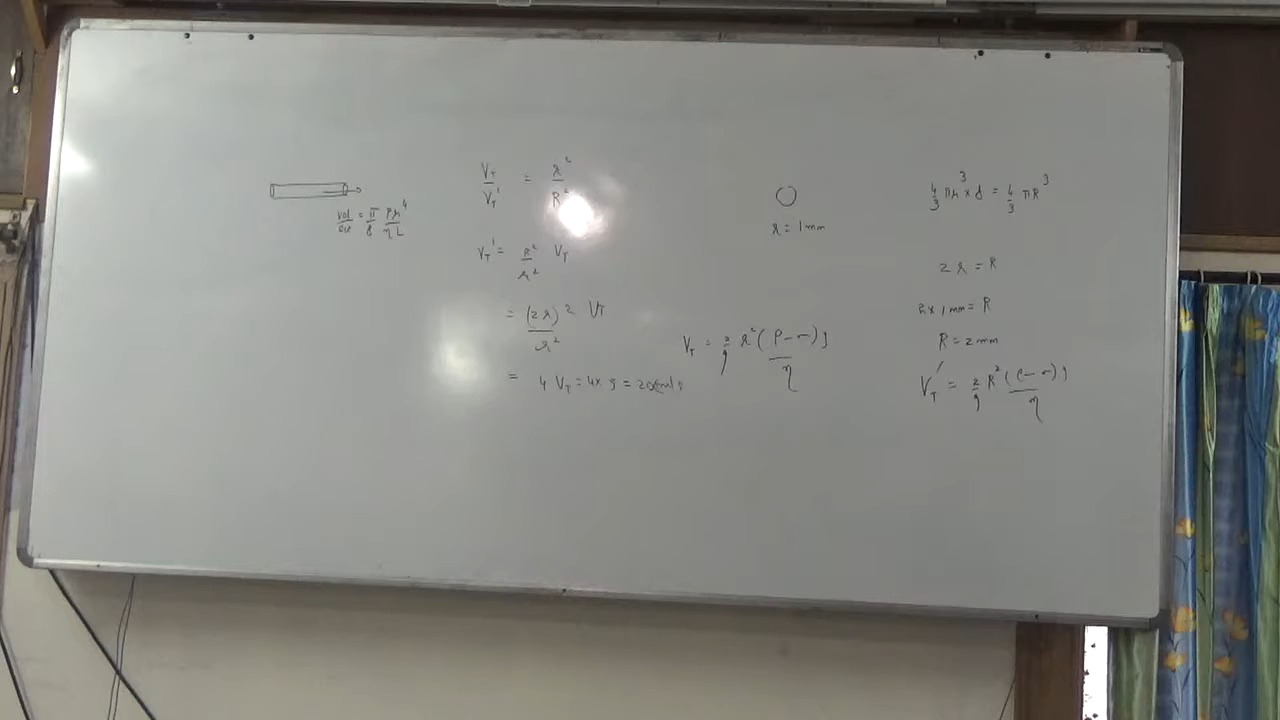 vol/sec = π/8 Pr⁴/ηL
V_T/V_T' = r²/R²
V_T' = R²/r² V_T
= (2r)²/r² V_T
= 4 V_T = 4× 5 = 20cm/s
V_T = 2/9 r²(ρ-σ)g/η
r = 1mm
4/3 πr³ × 8 = 4/3 πR³
2 r = R
2 × 1mm = R
R = 2mm
V_T' = 2/9 R²(ρ-σ)g/η